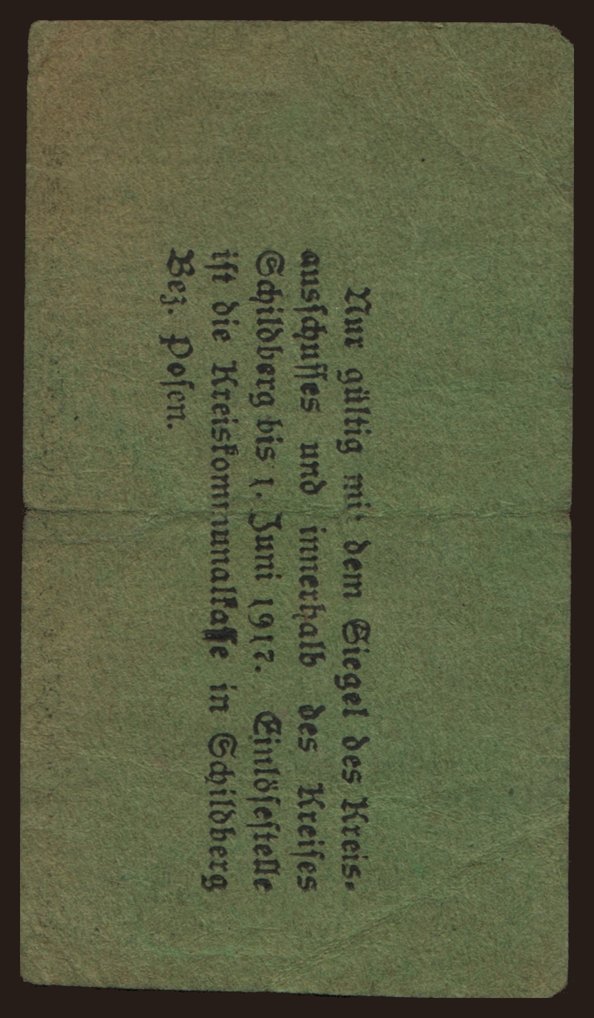 Nur gültig mit dem Siegel des Kreis-
ausschusses und innerhalb des Kreises
Schildberg bis 1. Juni 1917. Einlösestelle
ist die Kreiskommunalkasse in Schildberg
Bez. Posen.